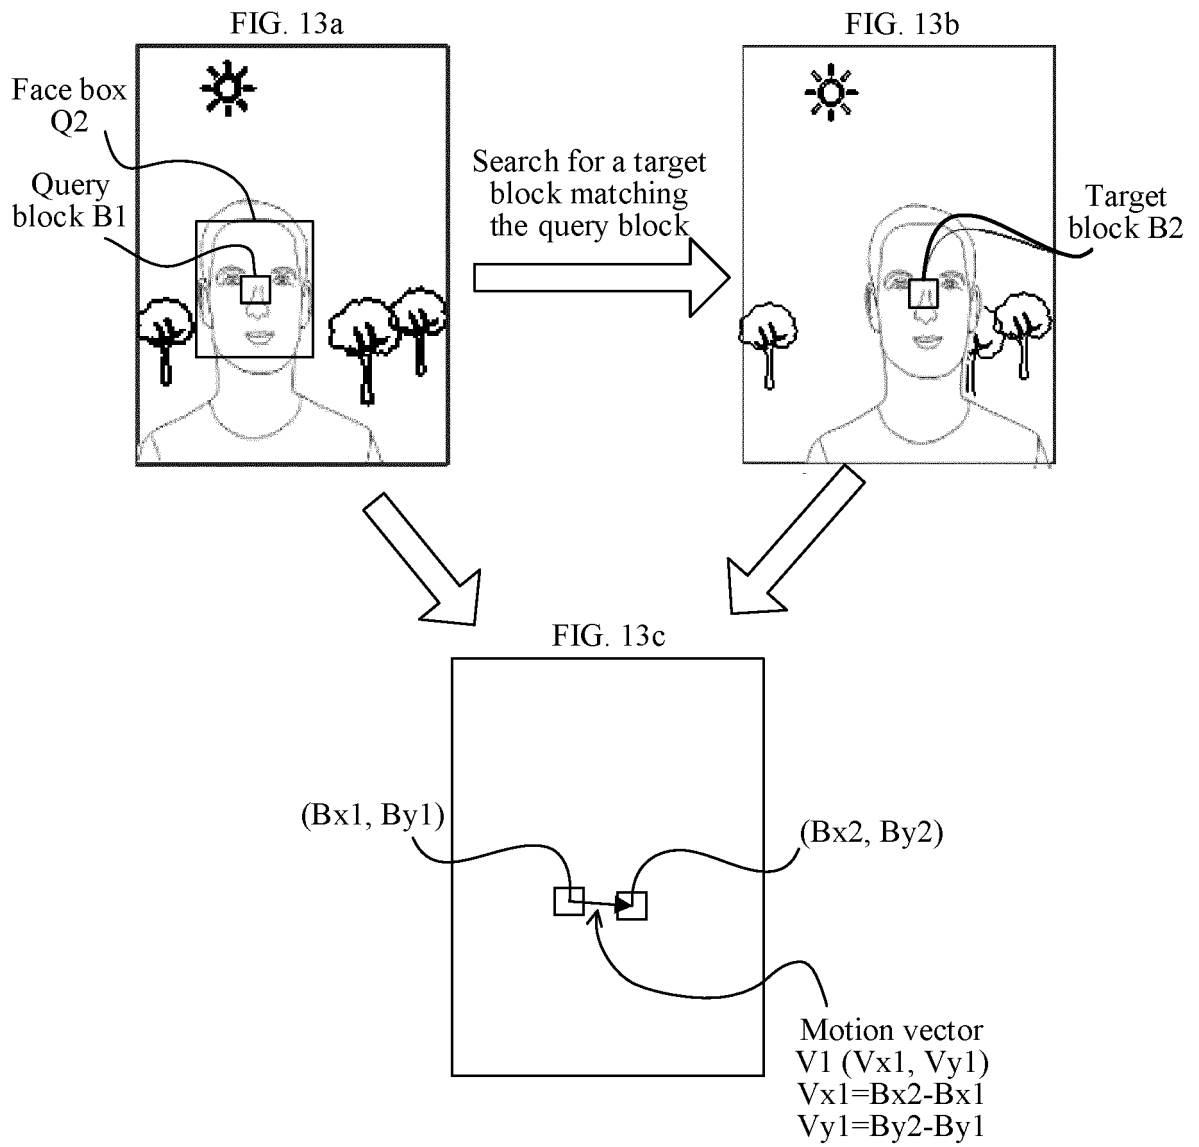 FIG. 13a
FIG. 13b
Face box
Q2
Query
block B1
Search for a target
block matching
the query block
Target
block B2
FIG. 13c
(Bx1, By1)
(Bx2, By2)
Motion vector
V1 (Vx1, Vy1)
Vx1=Bx2-Bx1
Vy1=By2-By1